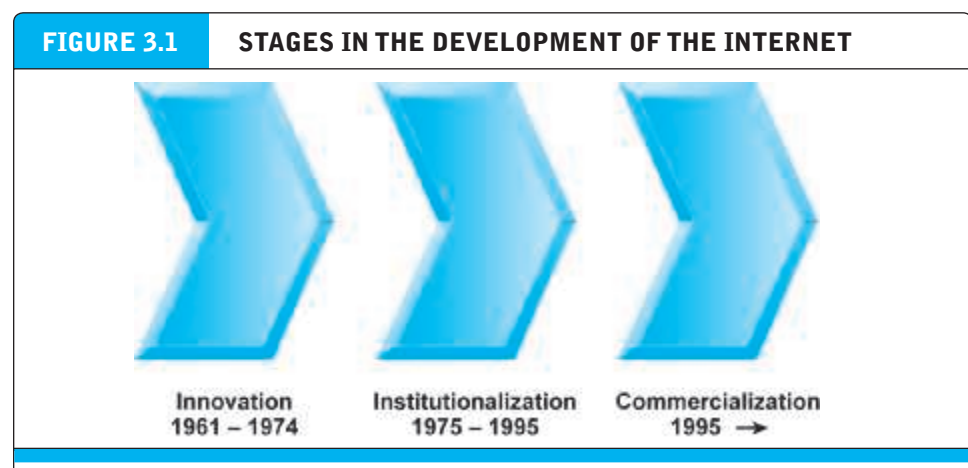 FIGURE 3.1 STAGES IN THE DEVELOPMENT OF THE INTERNET
Innovation
1961 – 1974
Institutionalization
1975 – 1995
Commercialization
1995 →